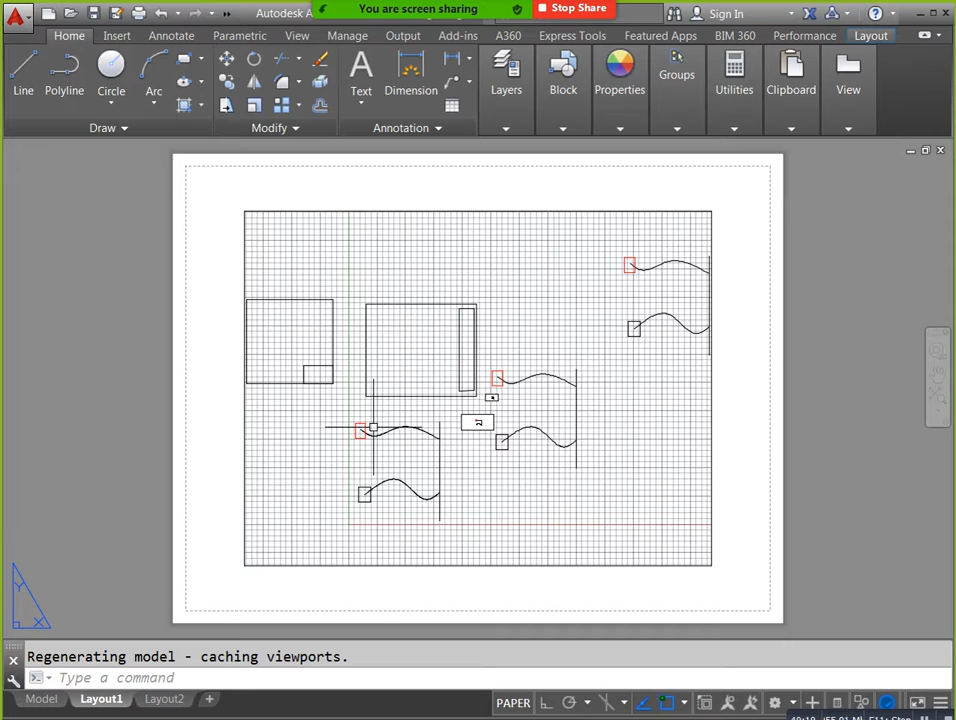 You are screen sharing
Stop Share
Autodesk A
Sign In
Home Insert Annotate Parametric View Manage Output Add-ins A360 Express Tools Featured Apps BIM 360 Performance Layout
Line Polyline Circle Arc Text Dimension Layers Block Properties Groups Utilities Clipboard View
Draw Modify Annotation
Y X
Regenerating model - caching viewports.
Type a command
Model Layout1 Layout2 PAPER